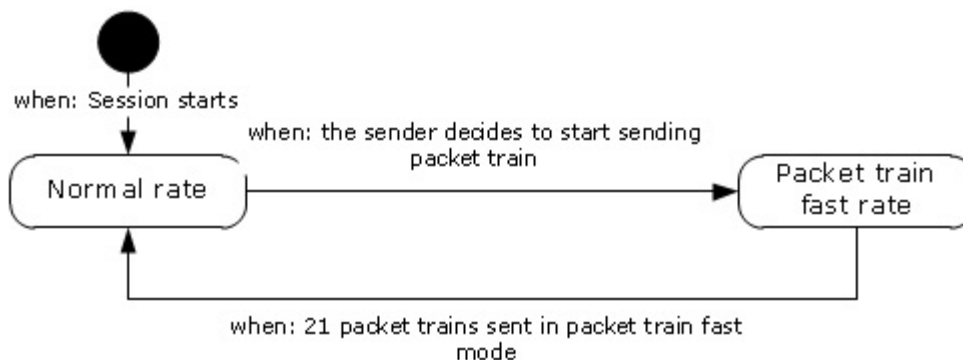 when: Session starts
when: the sender decides to start sending
packet train
Normal rate
Packet train
fast rate
when: 21 packet trains sent in packet train fast
mode